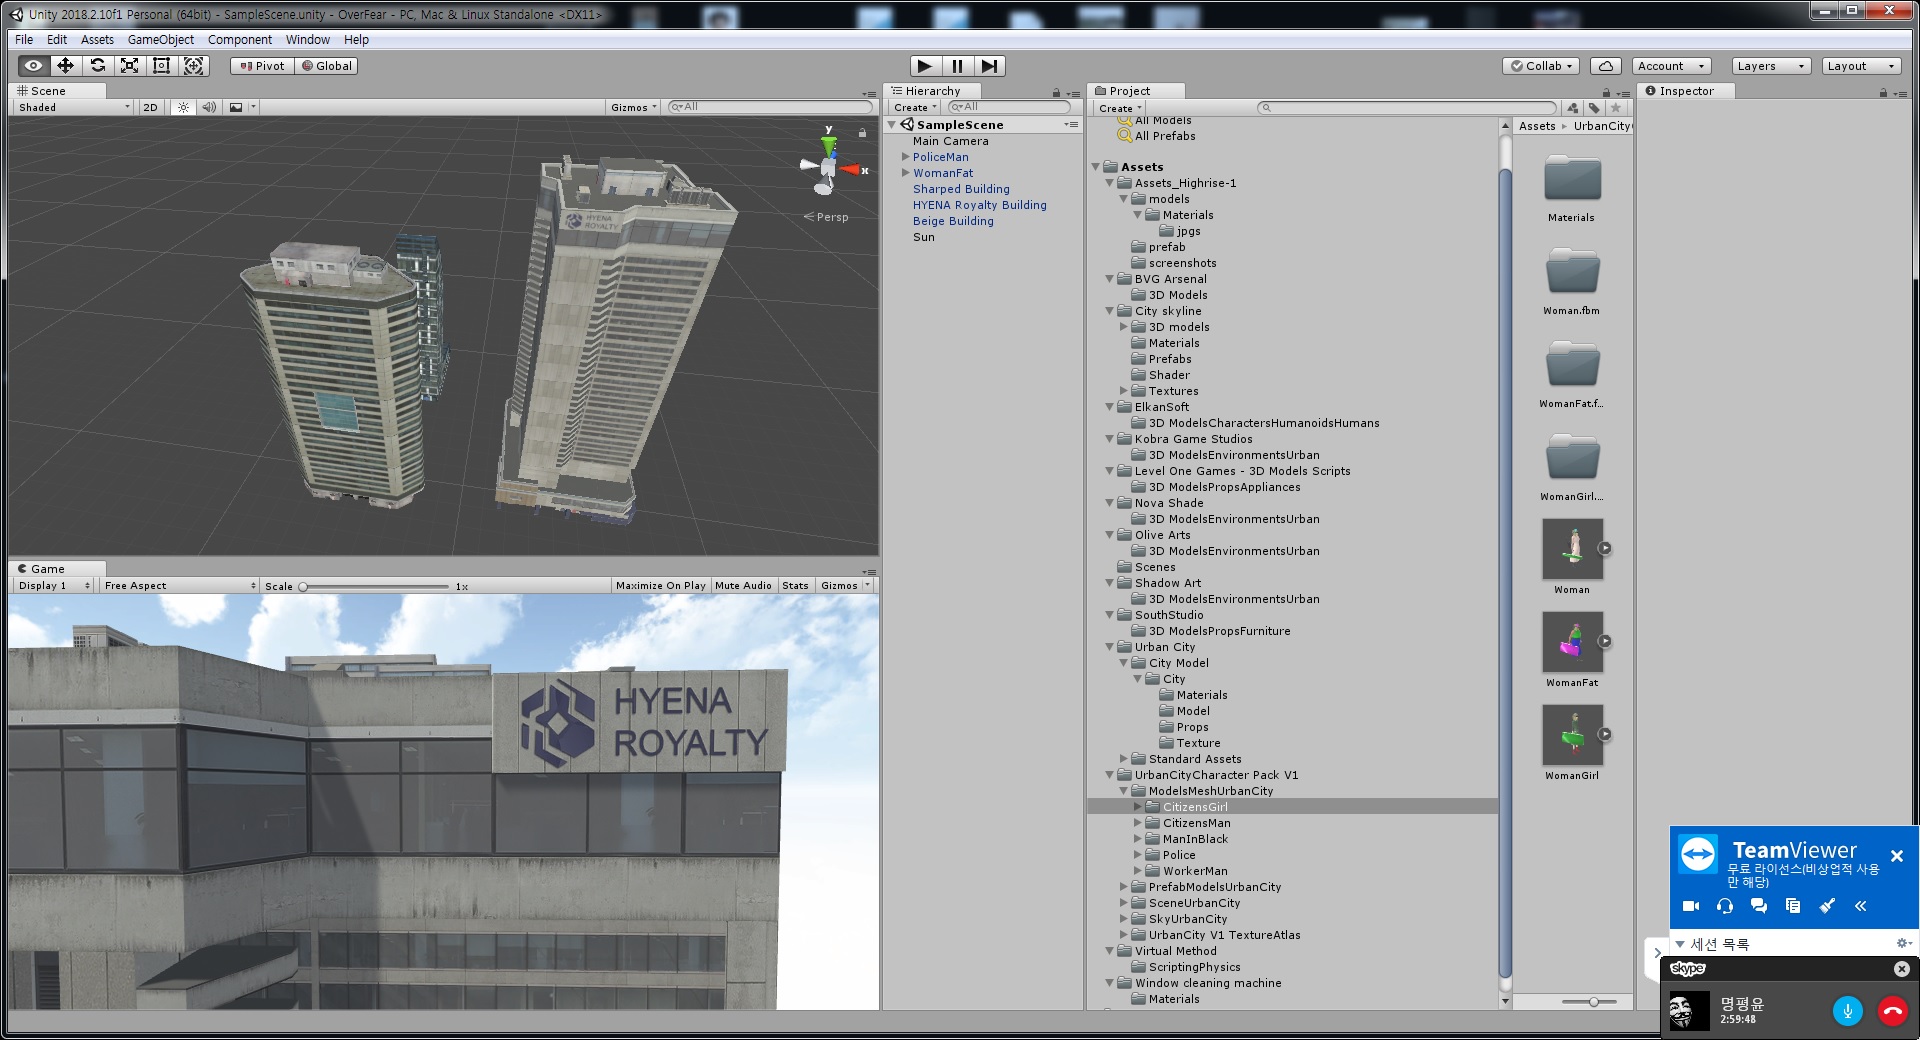 Unity 2018.2.10f1 Personal (64bit) - SampleScene.unity - OverFear - PC, Mac & Linux Standalone <DX11>
File Edit Assets GameObject Component Window Help
Pivot Global
Collab Account Layers Layout
Scene
Shaded 2D Gizmos All
y
x
Persp
HYENA
ROYALTY
Game
Display 1 Free Aspect Scale 1x Maximize On Play Mute Audio Stats Gizmos
HYENA
ROYALTY
Hierarchy
Create All
SampleScene
Main Camera
PoliceMan
WomanFat
Sharped Building
HYENA Royalty Building
Beige Building
Sun
Project
Create
All Models
All Prefabs
Assets
Assets_Highrise-1
models
Materials
jpgs
prefab
screenshots
BVG Arsenal
3D Models
City skyline
3D models
Materials
Prefabs
Shader
Textures
ElkanSoft
3D ModelsCharactersHumanoidsHumans
Kobra Game Studios
3D ModelsEnvironmentsUrban
Level One Games - 3D Models Scripts
3D ModelsPropsAppliances
Nova Shade
3D ModelsEnvironmentsUrban
Olive Arts
3D ModelsEnvironmentsUrban
Scenes
Shadow Art
3D ModelsEnvironmentsUrban
SouthStudio
3D ModelsPropsFurniture
Urban City
City Model
City
Materials
Model
Props
Texture
Standard Assets
UrbanCityCharacter Pack V1
ModelsMeshUrbanCity
CitizensGirl
CitizensMan
ManInBlack
Police
WorkerMan
PrefabModelsUrbanCity
SceneUrbanCity
SkyUrbanCity
UrbanCity V1 TextureAtlas
Virtual Method
ScriptingPhysics
Window cleaning machine
Materials
Assets UrbanCity
Materials
Woman.fbm
WomanFat.f...
WomanGirl....
Woman
WomanFat
WomanGirl
Inspector
TeamViewer
무료 라이선스(비상업적 사용
만 해당)
세션 목록
skype
명평윤
2:59:48